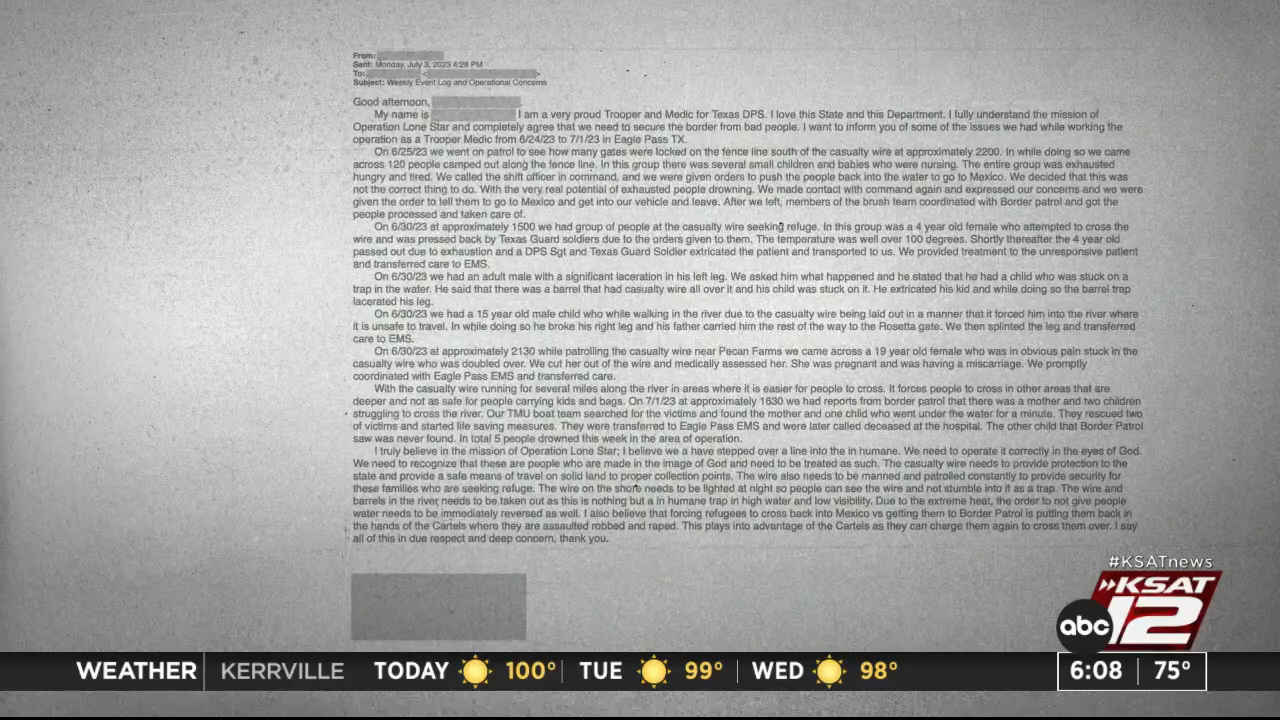 From:
Sent: Monday, July 3, 2023 4:28 PM
To: < >
Subject: Weekly Event Log and Operational Concerns
Good afternoon, .
My name is I am a very proud Trooper and Medic for Texas DPS. I love this State and this Department. I fully understand the mission of
Operation Lone Star and completely agree that we need to secure the border from bad people. I want to inform you of some of the issues we had while working the
operation as a Trooper Medic from 6/24/23 to 7/1/23 in Eagle Pass TX.
On 6/25/23 we went on patrol to see how many gates were locked on the fence line south of the casualty wire at approximately 2200. In while doing so we came
across 120 people camped out along the fence line. In this group there was several small children and babies who were nursing. The entire group was exhausted
hungry and tired. We called the shift officer in command, and we were given orders to push the people back into the water to go to Mexico. We decided that this was
not the correct thing to do. With the very real potential of exhausted people drowning. We made contact with command again and expressed our concerns and we were
given the order to tell them to go to Mexico and get into our vehicle and leave. After we left, members of the brush team coordinated with Border patrol and got the
people processed and taken care of.
On 6/30/23 at approximately 1500 we had group of people at the casualty wire seeking refuge. In this group was a 4 year old female who attempted to cross the
wire and was pressed back by Texas Guard soldiers due to the orders given to them. The temperature was well over 100 degrees. Shortly thereafter the 4 year old
passed out due to exhaustion and a DPS Sgt and Texas Guard Soldier extricated the patient and transported to us. We provided treatment to the unresponsive patient
and transferred care to EMS.
On 6/30/23 we had an adult male with a significant laceration in his left leg. We asked him what happened and he stated that he had a child who was stuck on a
trap in the water. He said that there was a barrel that had casualty wire all over it and his child was stuck on it. He extricated his kid and while doing so the barrel trap
lacerated his leg.
On 6/30/23 we had a 15 year old male child who while walking in the river due to the casualty wire being laid out in a manner that it forced him into the river where
it is unsafe to travel. In while doing so he broke his right leg and his father carried him the rest of the way to the Rosetta gate. We then splinted the leg and transferred
care to EMS.
On 6/30/23 at approximately 2130 while patrolling the casualty wire near Pecan Farms we came across a 19 year old female who was in obvious pain stuck in the
casualty wire who was doubled over. We cut her out of the wire and medically assessed her. She was pregnant and was having a miscarriage. We promptly
coordinated with Eagle Pass EMS and transferred care.
With the casualty wire running for several miles along the river in areas where it is easier for people to cross. It forces people to cross in other areas that are
deeper and not as safe for people carrying kids and bags. On 7/1/23 at approximately 1630 we had reports from border patrol that there was a mother and two children
struggling to cross the river. Our TMU boat team searched for the victims and found the mother and one child who went under the water for a minute. They rescued two
of victims and started life saving measures. They were transferred to Eagle Pass EMS and were later called deceased at the hospital. The other child that Border Patrol
saw was never found. In total 5 people drowned this week in the area of operation.
I truly believe in the mission of Operation Lone Star; I believe we a have stepped over a line into the in humane. We need to operate it correctly in the eyes of God.
We need to recognize that these are people who are made in the image of God and need to be treated as such. The casualty wire needs to provide protection to the
state and provide a safe means of travel on solid land to proper collection points. The wire also needs to be manned and patrolled constantly to provide security for
these families who are seeking refuge. The wire on the shore needs to be lighted at night so people can see the wire and not stumble into it as a trap. The wire and
barrels in the river needs to be taken out as this is nothing but a in humane trap in high water and low visibility. Due to the extreme heat, the order to not give people
water needs to be immediately reversed as well. I also believe that forcing refugees to cross back into Mexico vs getting them to Border Patrol is putting them back in
the hands of the Cartels where they are assaulted robbed and raped. This plays into advantage of the Cartels as they can charge them again to cross them over. I say
all of this in due respect and deep concern, thank you.
#KSATnews
KSAT
abc 12
WEATHER KERRVILLE TODAY 100° TUE 99° WED 98° 6:08 75°